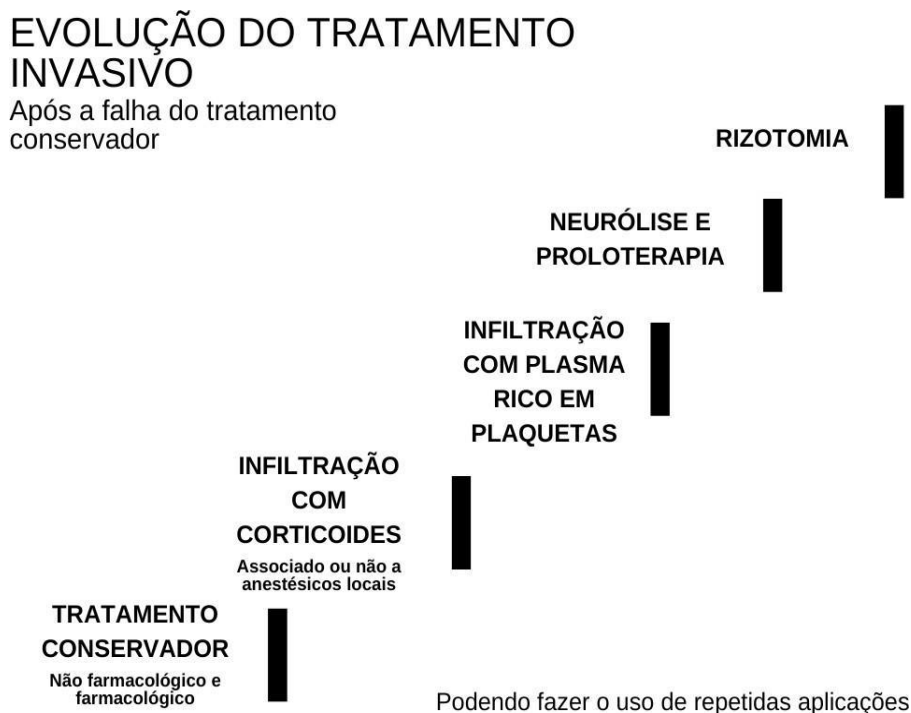 EVOLUÇÃO DO TRATAMENTO
INVASIVO
Após a falha do tratamento
conservador
RIZOTOMIA
NEURÓLISE E
PROLOTERAPIA
INFILTRAÇÃO
COM PLASMA
RICO EM
PLAQUETAS
INFILTRAÇÃO
COM
CORTICOIDES
Associado ou não a
anestésicos locais
TRATAMENTO
CONSERVADOR
Não farmacológico e
farmacológico
Podendo fazer o uso de repetidas aplicações